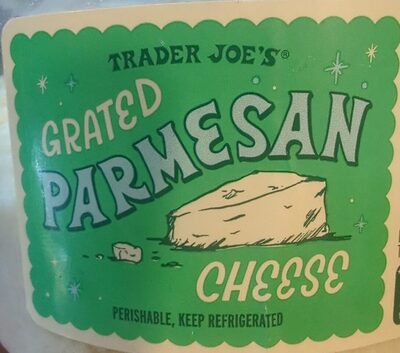 TRADER JOE'S®
GRATED
PARMESAN
CHEESE
PERISHABLE, KEEP REFRIGERATED